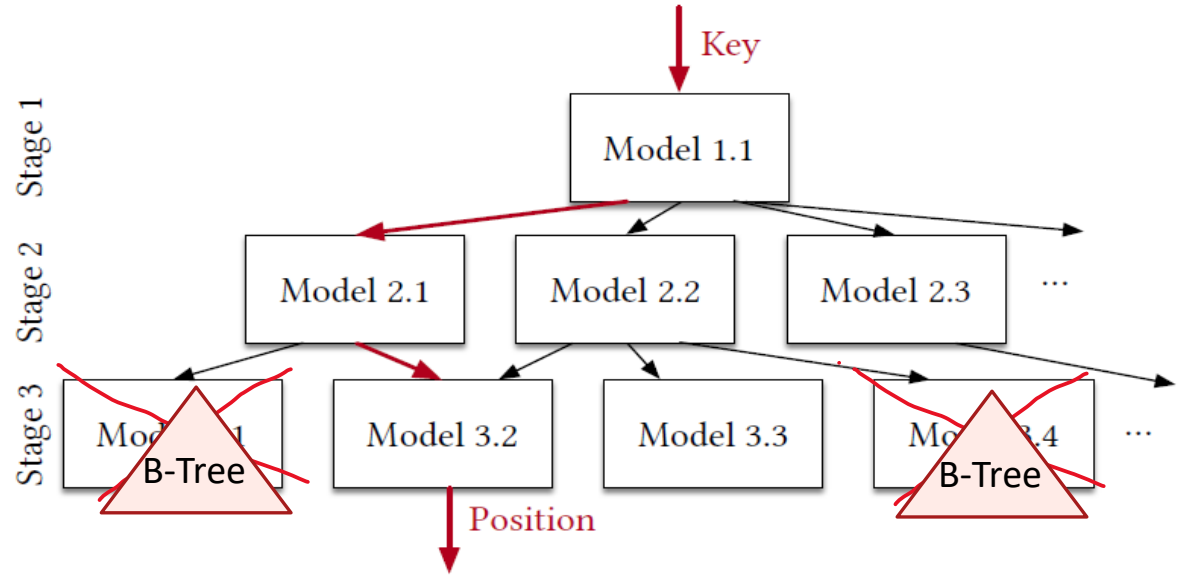 Key
Stage 1
Model 1.1
Stage 2
Model 2.1
Model 2.2
Model 2.3
...
Stage 3
B-Tree
Model 3.2
Model 3.3
B-Tree
...
Position